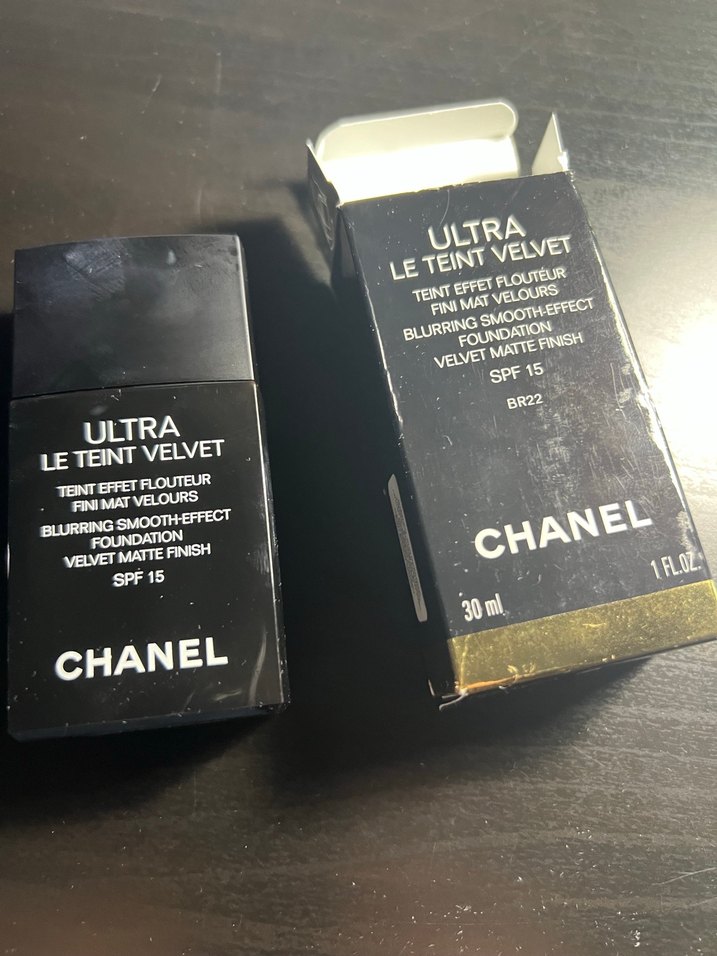 ULTRA
LE TEINT VELVET
TEINT EFFET FLOUTEUR
FINI MAT VELOURS
BLURRING SMOOTH-EFFECT
FOUNDATION
VELVET MATTE FINISH
SPF 15
CHANEL
ULTRA
LE TEINT VELVET
TEINT EFFET FLOUTEUR
FINI MAT VELOURS
BLURRING SMOOTH-EFFECT
FOUNDATION
VELVET MATTE FINISH
SPF 15
BR22
CHANEL
30 ml 1 FL.OZ.